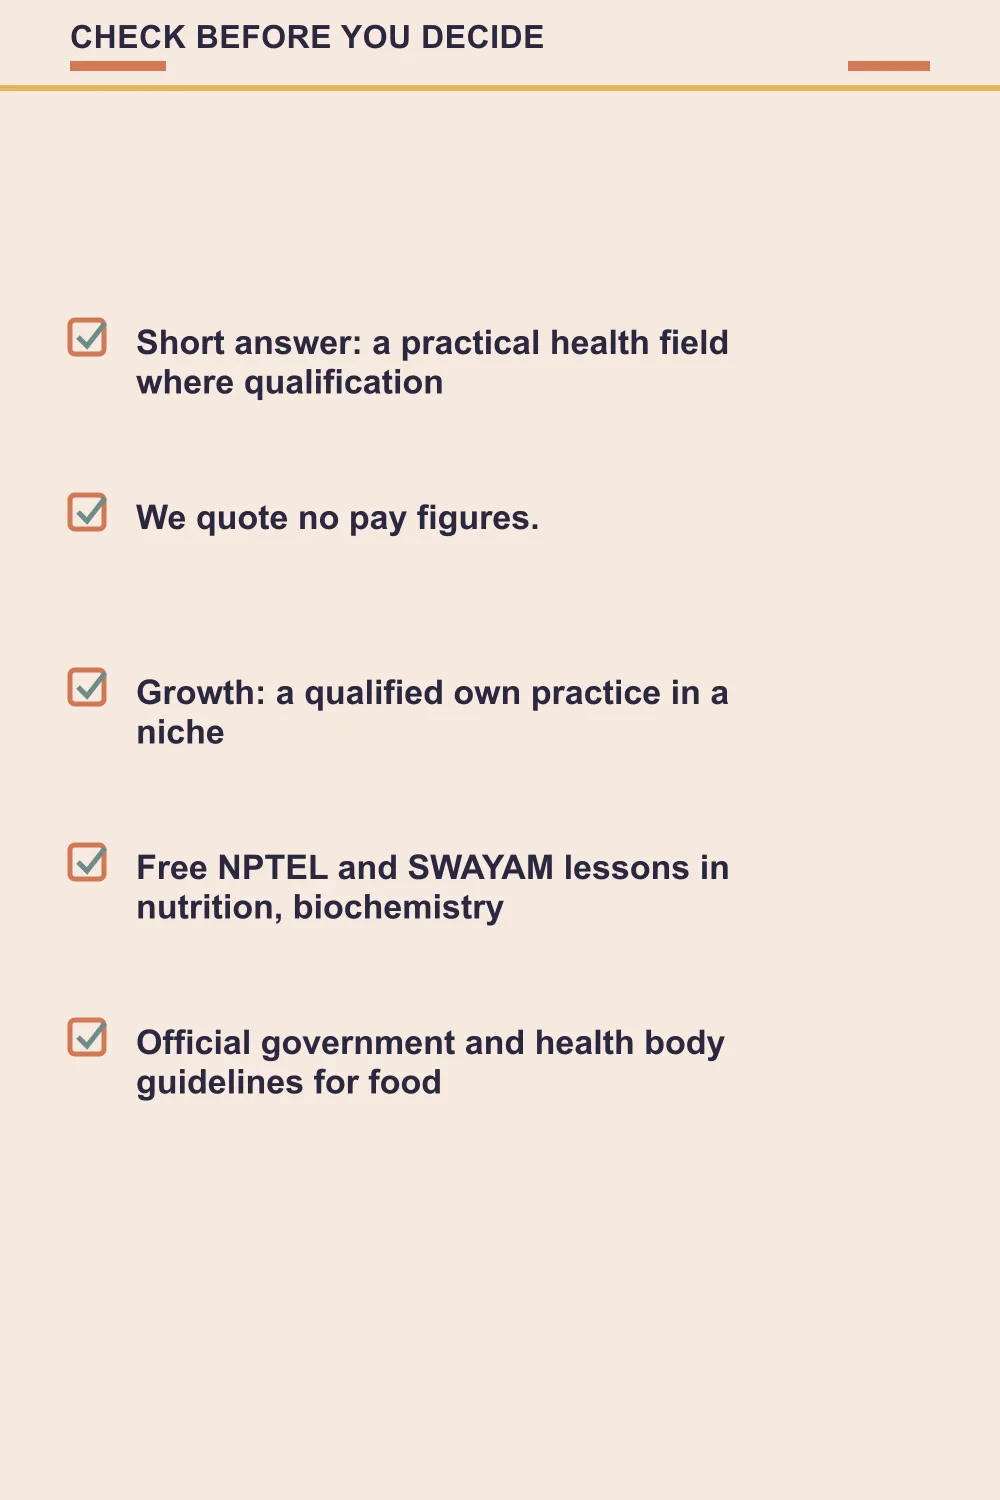 CHECK BEFORE YOU DECIDE
Short answer: a practical health field
where qualification
We quote no pay figures.
Growth: a qualified own practice in a
niche
Free NPTEL and SWAYAM lessons in
nutrition, biochemistry
Official government and health body
guidelines for food